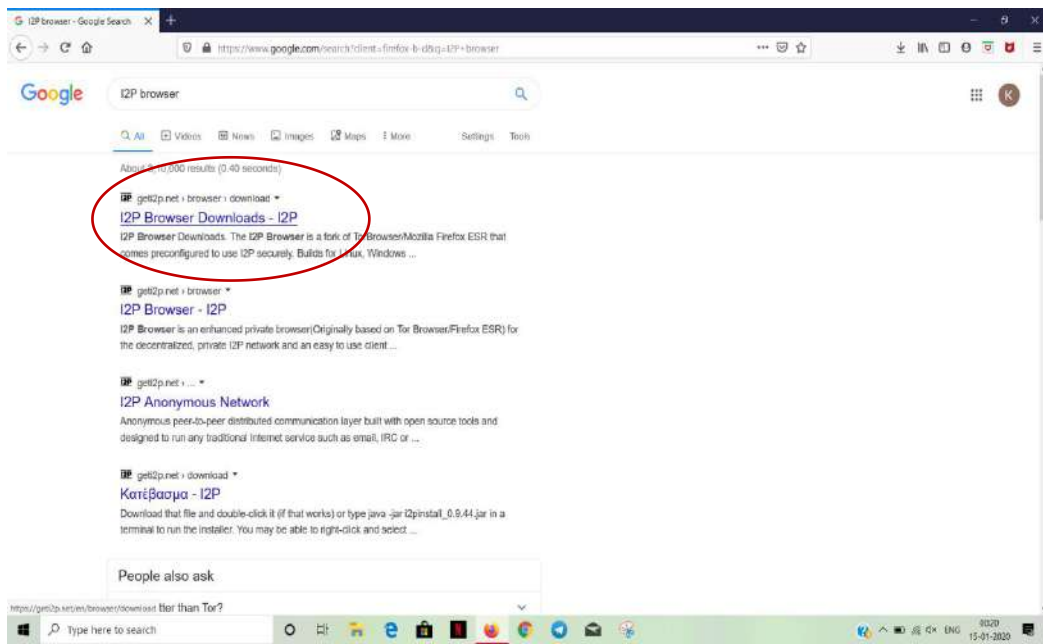 I2P browser - Google Search
https://www.google.com/search?client=firefox-b-d&q=I2P+browser
Google
I2P browser
K
All Videos News Images Maps More Settings Tools
results (0.40 seconds)
geti2p.net › browser › download
I2P Browser Downloads - I2P
I2P Browser Downloads. The I2P Browser is a fork of Tor Browser/Mozilla Firefox ESR that
comes preconfigured to use I2P securely. Builds for Linux, Windows ...
geti2p.net › browser
I2P Browser - I2P
I2P Browser is an enhanced private browser(Originally based on Tor Browser/Firefox ESR) for
the decentralized, private I2P network and an easy to use client ...
geti2p.net › ...
I2P Anonymous Network
Anonymous peer-to-peer distributed communication layer built with open source tools and
designed to run any traditional Internet service such as email, IRC or ...
geti2p.net › download
Κατέβασμα - I2P
Download that file and double-click it (if that works) or type java -jar i2pinstall_0.9.44.jar in a
terminal to run the installer. You may be able to right-click and select ...
People also ask
https://geti2p.net/en/browser/download tter than Tor?
Type here to search
ENG
0020
15-01-2020